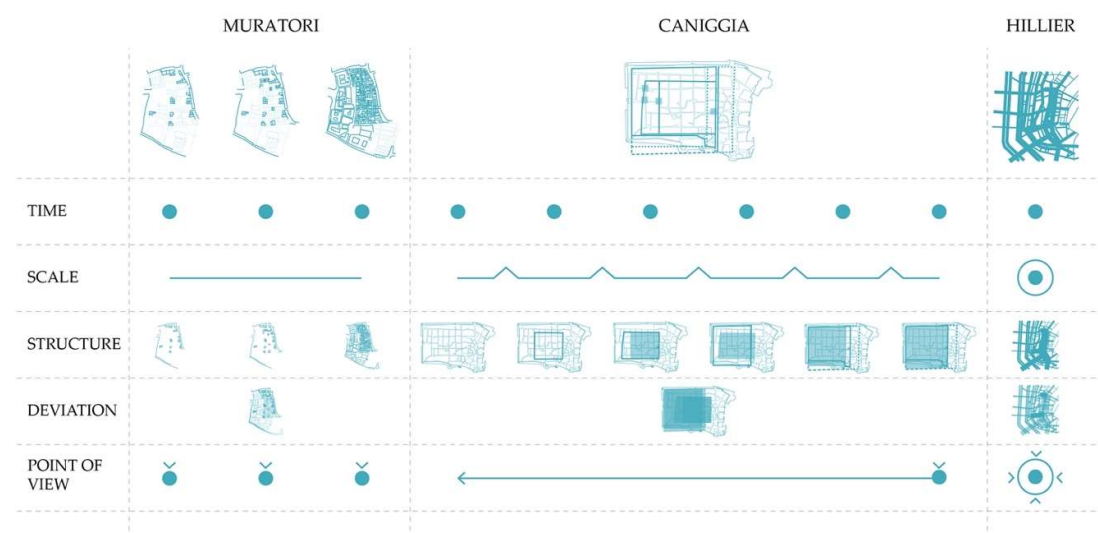 MURATORI
CANIGGIA
HILLIER
TIME
SCALE
STRUCTURE
DEVIATION
POINT OF
VIEW